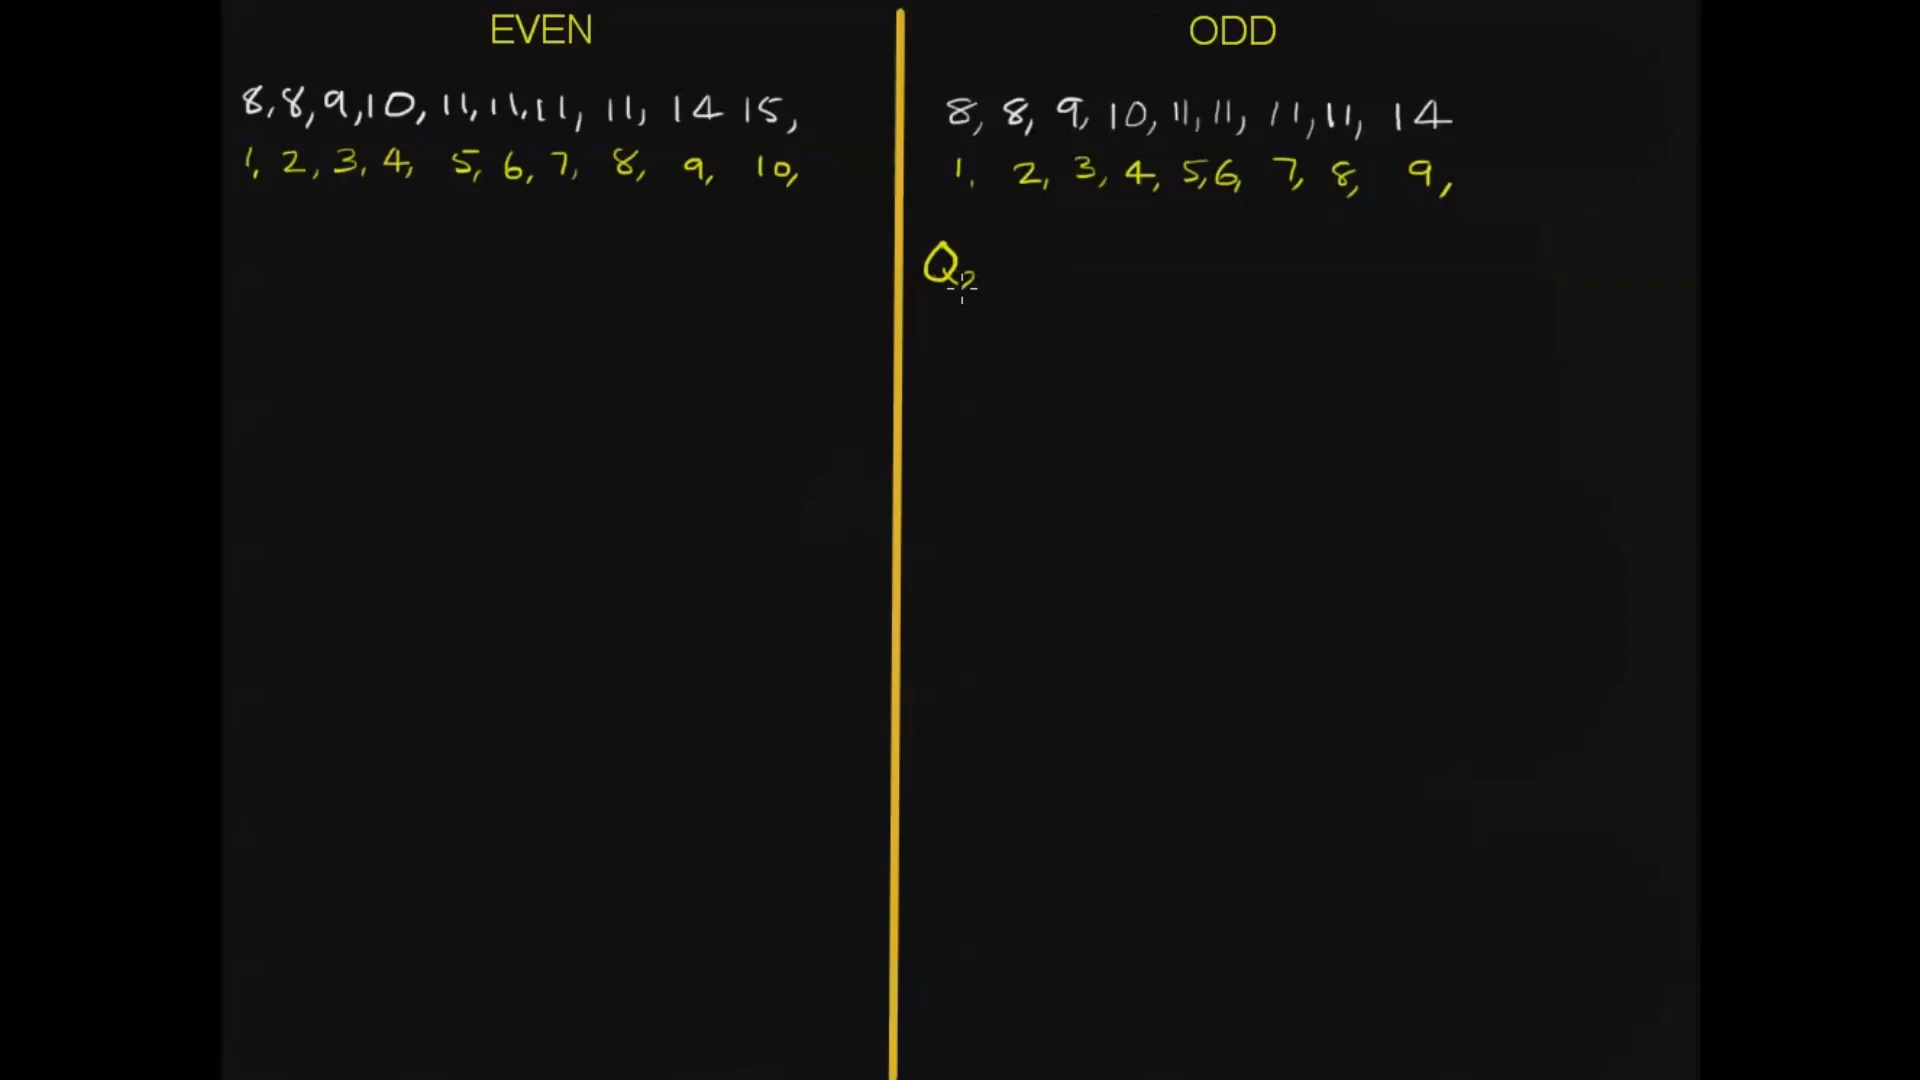 EVEN
8, 8, 9, 10, 11, 11, 11, 11, 14 15,
1, 2, 3, 4, 5, 6, 7, 8, 9, 10,
ODD
8, 8, 9, 10, 11, 11, 11, 11, 14
1, 2, 3, 4, 5, 6, 7, 8, 9,
Q2